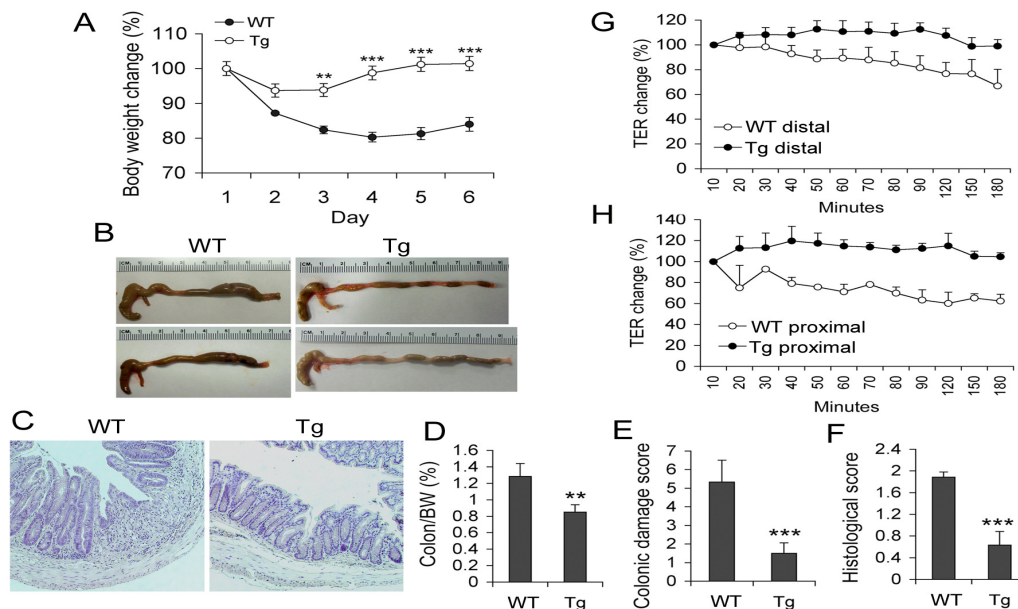 A
WT
Tg
Body weight change (%)
110
100
90
80
70
**
***
***
***
1 2 3 4 5 6
Day
B
WT Tg
C
WT Tg
D
Colon/BW (%)
1.6
1.4
1.2
1
0.8
0.6
0.4
0.2
0
**
WT Tg
E
Colonic damage score
7
6
5
4
3
2
1
0
***
WT Tg
F
Histological score
2.4
2
1.6
1.2
0.8
0.4
0
***
WT Tg
G
TER change (%)
120
100
80
60
40
20
0
WT distal
Tg distal
10 20 30 40 50 60 70 80 90 120 150 180
Minutes
H
TER change (%)
140
120
100
80
60
40
20
0
WT proximal
Tg proximal
10 20 30 40 50 60 70 80 90 120 150 180
Minutes